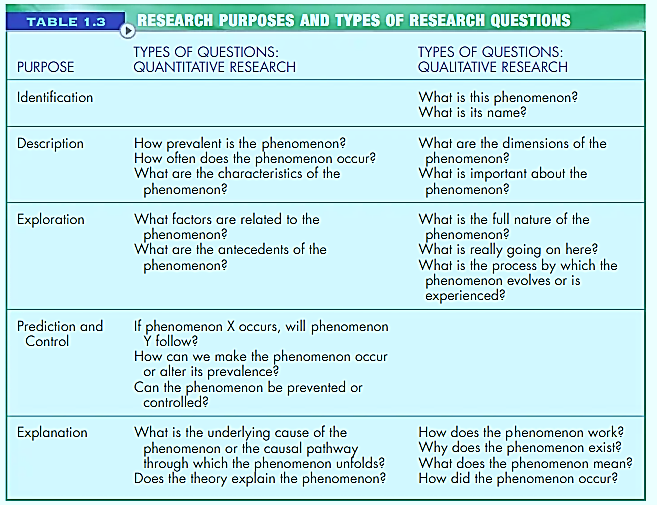 TABLE 1.3 RESEARCH PURPOSES AND TYPES OF RESEARCH QUESTIONS
PURPOSE
TYPES OF QUESTIONS:
QUANTITATIVE RESEARCH
TYPES OF QUESTIONS:
QUALITATIVE RESEARCH
Identification
What is this phenomenon?
What is its name?
Description
How prevalent is the phenomenon?
How often does the phenomenon occur?
What are the characteristics of the
phenomenon?
What are the dimensions of the
phenomenon?
What is important about the
phenomenon?
Exploration
What factors are related to the
phenomenon?
What are the antecedents of the
phenomenon?
What is the full nature of the
phenomenon?
What is really going on here?
What is the process by which the
phenomenon evolves or is
experienced?
Prediction and
Control
If phenomenon X occurs, will phenomenon
Y follow?
How can we make the phenomenon occur
or alter its prevalence?
Can the phenomenon be prevented or
controlled?
Explanation
What is the underlying cause of the
phenomenon or the causal pathway
through which the phenomenon unfolds?
Does the theory explain the phenomenon?
How does the phenomenon work?
Why does the phenomenon exist?
What does the phenomenon mean?
How did the phenomenon occur?